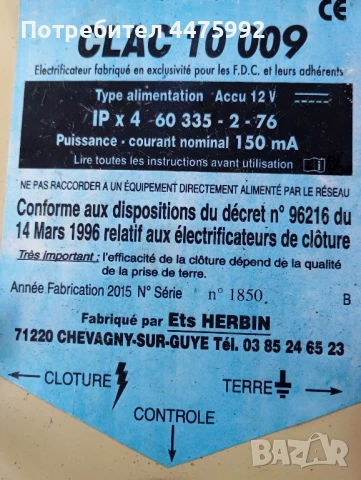 Потребител 4475992
CLAC 10 009
CE
Electrificateur fabriqué en exclusivité pour les F.D.C. et leurs adhérents
Type alimentation Accu 12 V
IP x 4 60 335 - 2 - 76
Puissance - courant nominal 150 mA
Lire toutes les instructions avant utilisation
NE PAS RACCORDER A UN ÉQUIPEMENT DIRECTEMENT ALIMENTÉ PAR LE RÉSEAU
Conforme aux dispositions du décret n° 96216 du
14 Mars 1996 relatif aux électrificateurs de clôture
Très important : l'efficacité de la clôture dépend de la qualité
de la prise de terre.
Année Fabrication 2015 N° Série n° 1850 B
Fabriqué par Ets HERBIN
71220 CHEVAGNY-SUR-GUYE Tél. 03 85 24 65 23
CLOTURE TERRE
CONTROLE
BAZAR